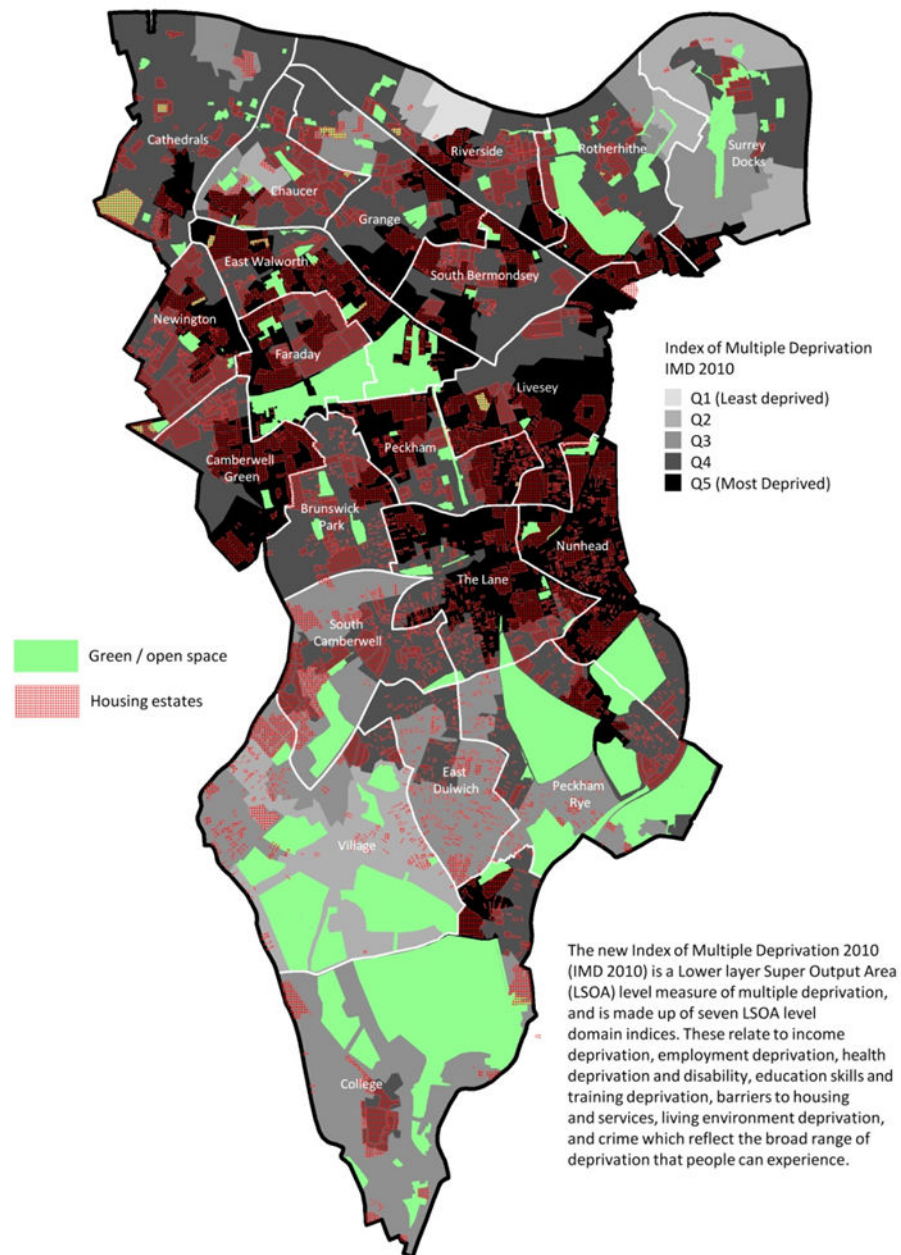 Cathedrals
Riverside
Rotherhithe
Surrey
Docks
Chaucer
Grange
East Walworth
South Bermondsey
Newington
Faraday
Livesey
Index of Multiple Deprivation
IMD 2010
Q1 (Least deprived)
Q2
Q3
Q4
Q5 (Most Deprived)
Camberwell
Green
Peckham
Brunswick
Park
Nunhead
The Lane
South
Camberwell
Green / open space
Housing estates
East
Dulwich
Peckham
Rye
Village
College
The new Index of Multiple Deprivation 2010
(IMD 2010) is a Lower layer Super Output Area
(LSOA) level measure of multiple deprivation,
and is made up of seven LSOA level
domain indices. These relate to income
deprivation, employment deprivation, health
deprivation and disability, education skills and
training deprivation, barriers to housing
and services, living environment deprivation,
and crime which reflect the broad range of
deprivation that people can experience.